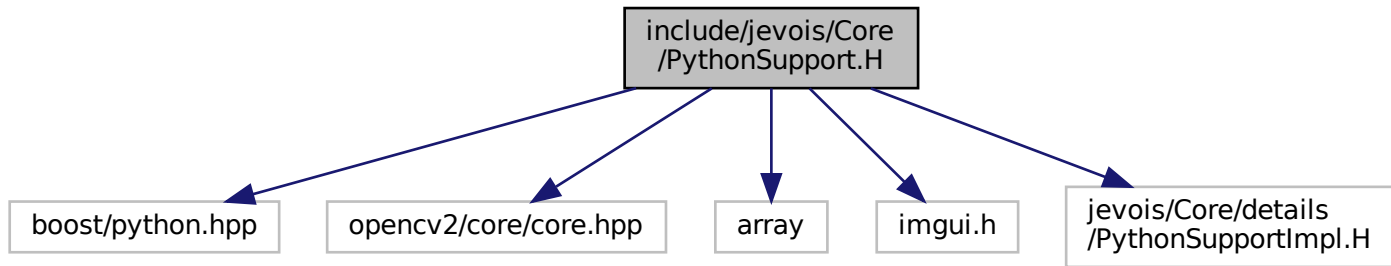 include/jevois/Core
/PythonSupport.H
boost/python.hpp
opencv2/core/core.hpp
array
imgui.h
jevois/Core/details
/PythonSupportImpl.H